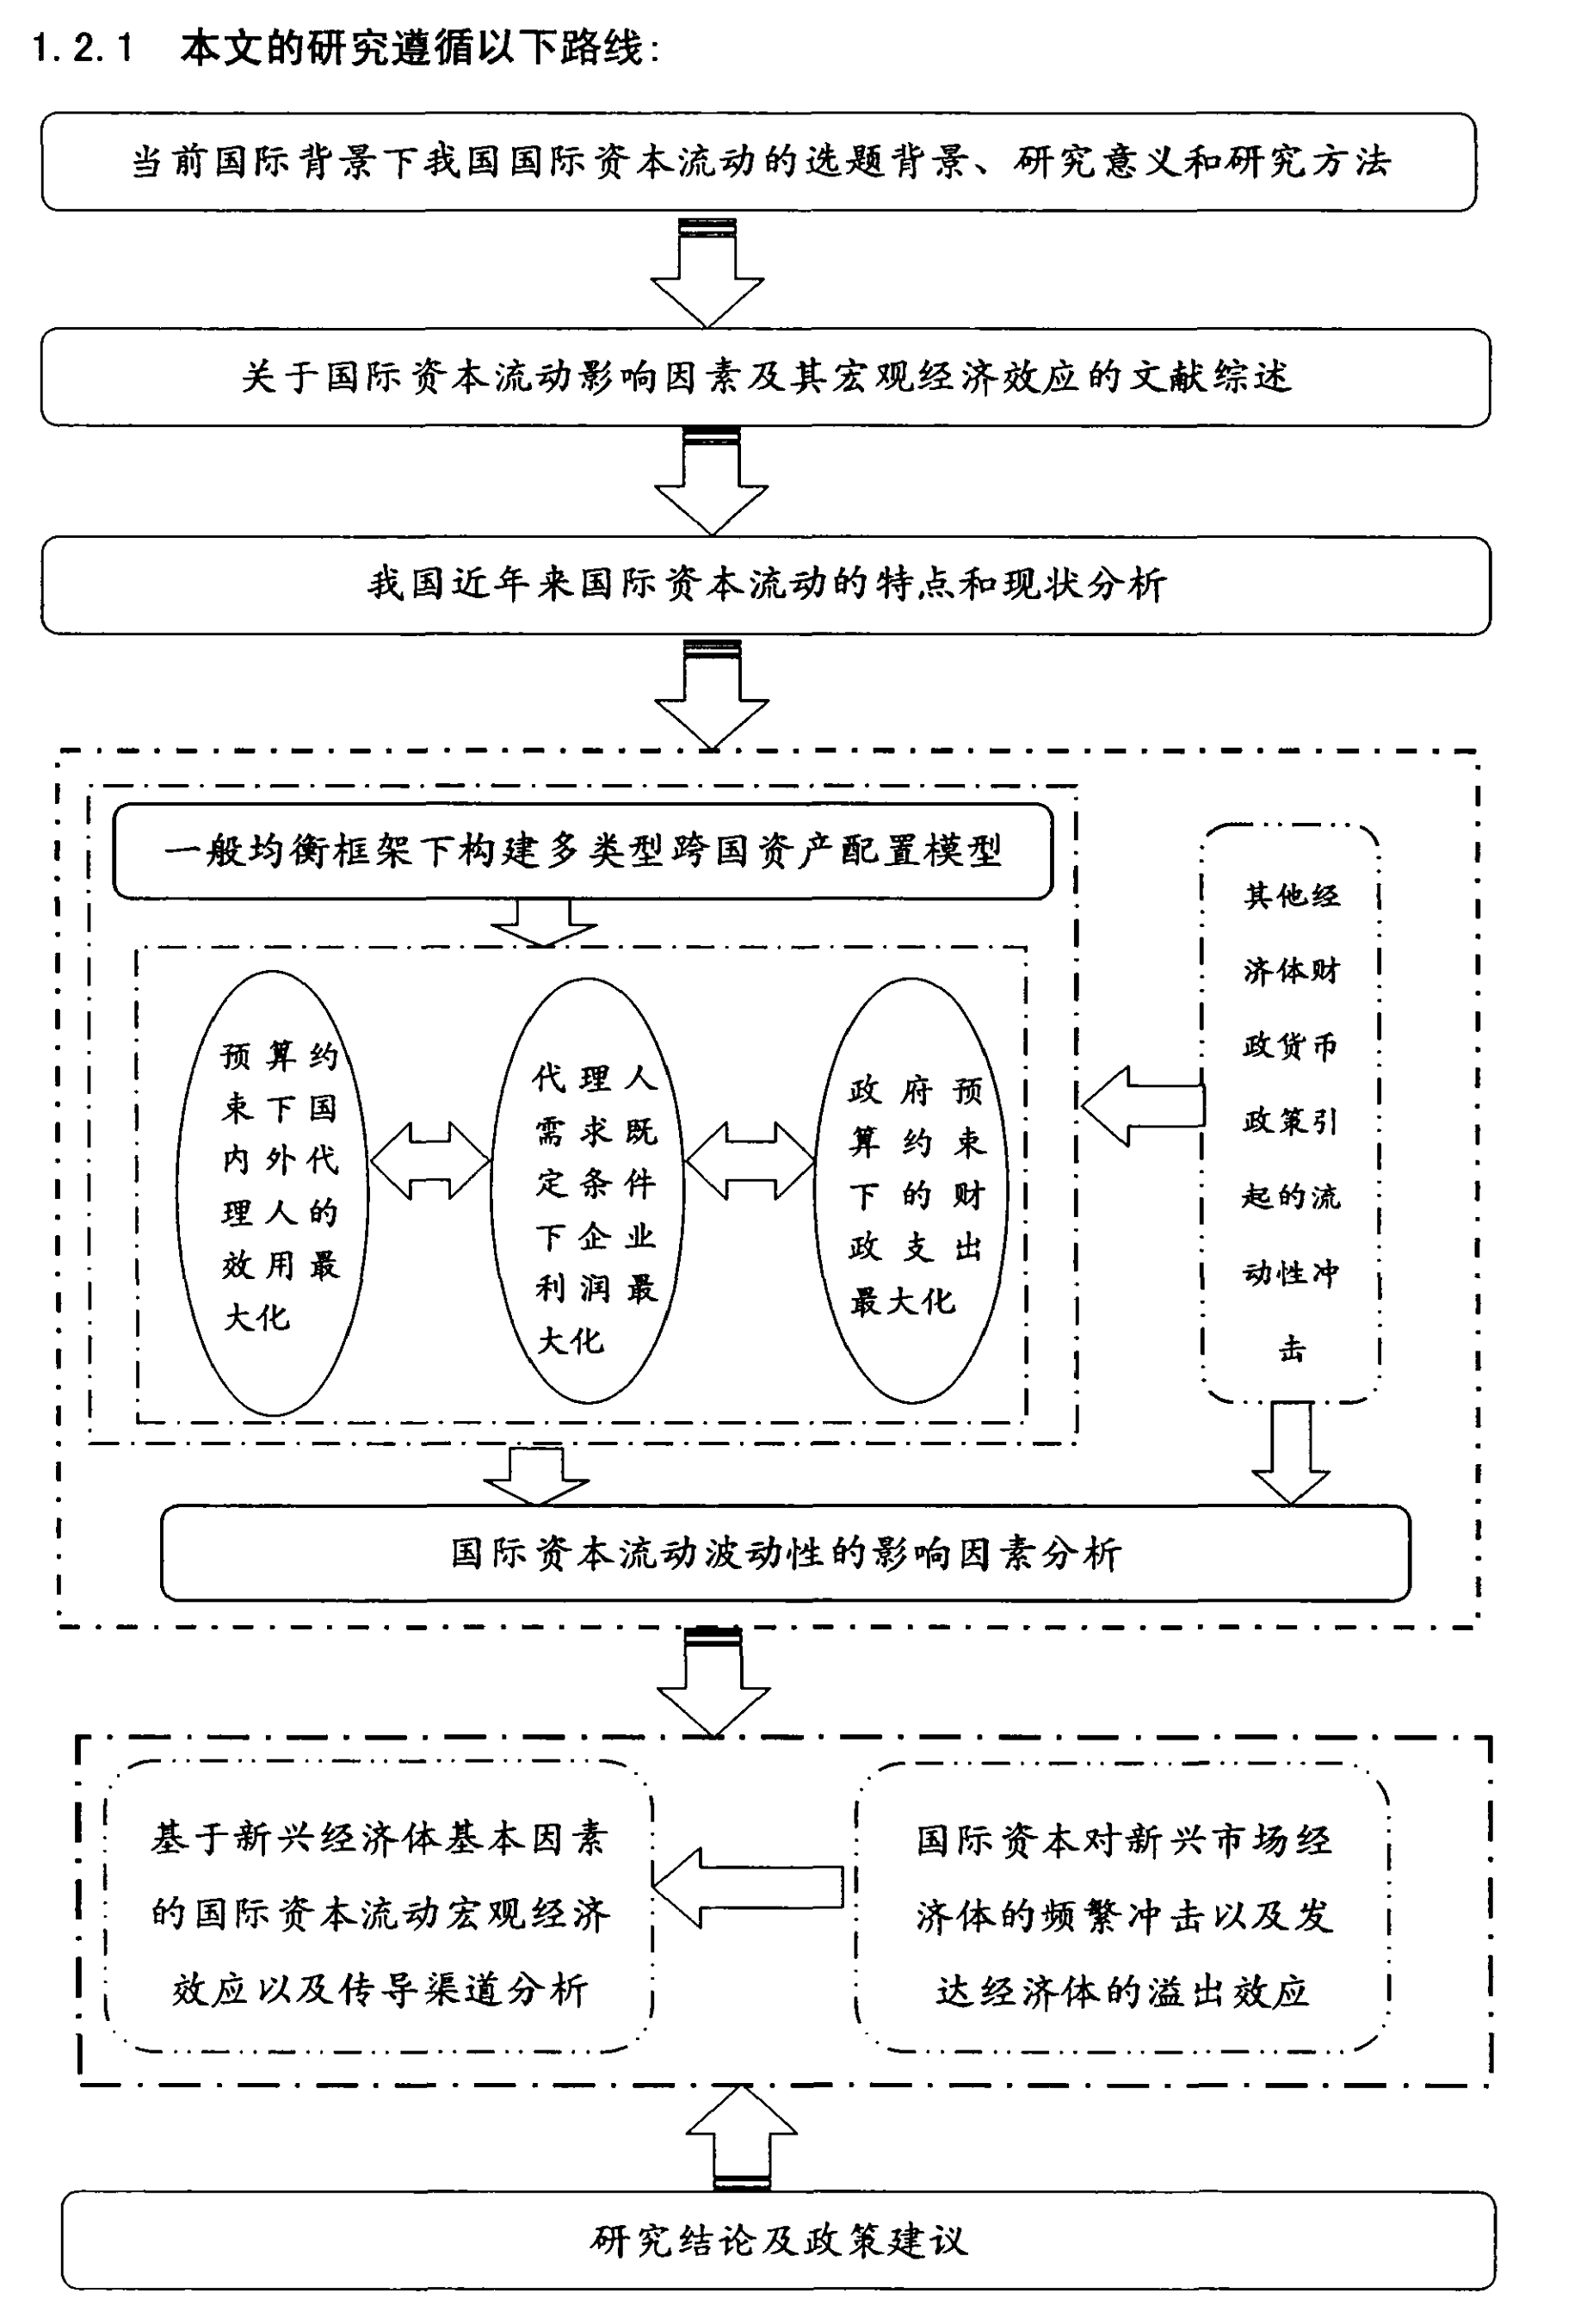 1.2.1 本文的研究遵循以下路线:
当前国际背景下我国国际资本流动的选题背景、研究意义和研究方法
关于国际资本流动影响因素及其宏观经济效应的文献综述
我国近年来国际资本流动的特点和现状分析
一般均衡框架下构建多类型跨国资产配置模型
预算约
束下国
内外代
理人的
效用最
大化
代理人
需求既
定条件
下企业
利润最
大化
政府预
算约束
下的财
政支出
最大化
其他经
济体财
政货币
政策引
起的流
动性冲
击
国际资本流动波动性的影响因素分析
基于新兴经济体基本因素
的国际资本流动宏观经济
效应以及传导渠道分析
国际资本对新兴市场经
济体的频繁冲击以及发
达经济体的溢出效应
研究结论及政策建议